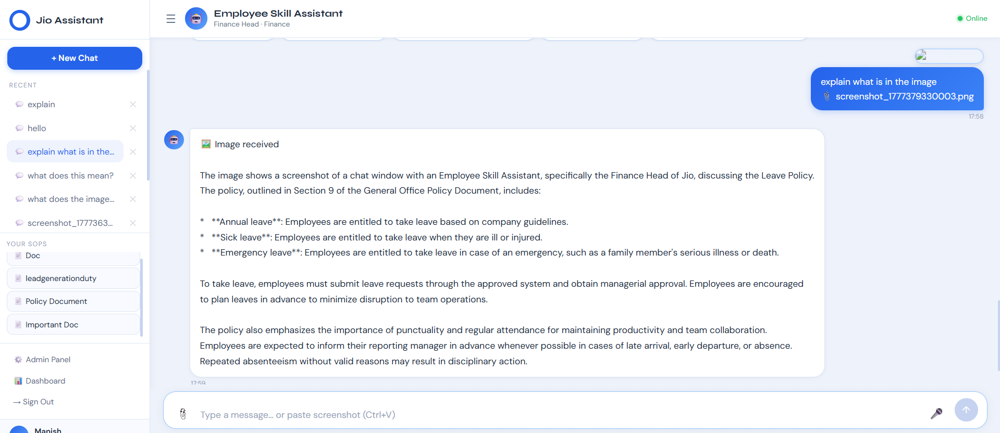 Jio Assistant
+ New Chat
RECENT
explain
hello
explain what is in the...
what does this mean?
what does the image...
screenshot_1777363...
YOUR SOPS
Doc
leadgenerationduty
Policy Document
Important Doc
Admin Panel
Dashboard
→ Sign Out
Manish
Employee Skill Assistant
Finance Head · Finance
Online
explain what is in the image
screenshot_1777379330003.png
17:58
Image received
The image shows a screenshot of a chat window with an Employee Skill Assistant, specifically the Finance Head of Jio, discussing the Leave Policy.
The policy, outlined in Section 9 of the General Office Policy Document, includes:
* **Annual leave**: Employees are entitled to take leave based on company guidelines.
* **Sick leave**: Employees are entitled to take leave when they are ill or injured.
* **Emergency leave**: Employees are entitled to take leave in case of an emergency, such as a family member's serious illness or death.
To take leave, employees must submit leave requests through the approved system and obtain managerial approval. Employees are encouraged
to plan leaves in advance to minimize disruption to team operations.
The policy also emphasizes the importance of punctuality and regular attendance for maintaining productivity and team collaboration.
Employees are expected to inform their reporting manager in advance whenever possible in cases of late arrival, early departure, or absence.
Repeated absenteeism without valid reasons may result in disciplinary action.
17:59
Type a message... or paste screenshot (Ctrl+V)